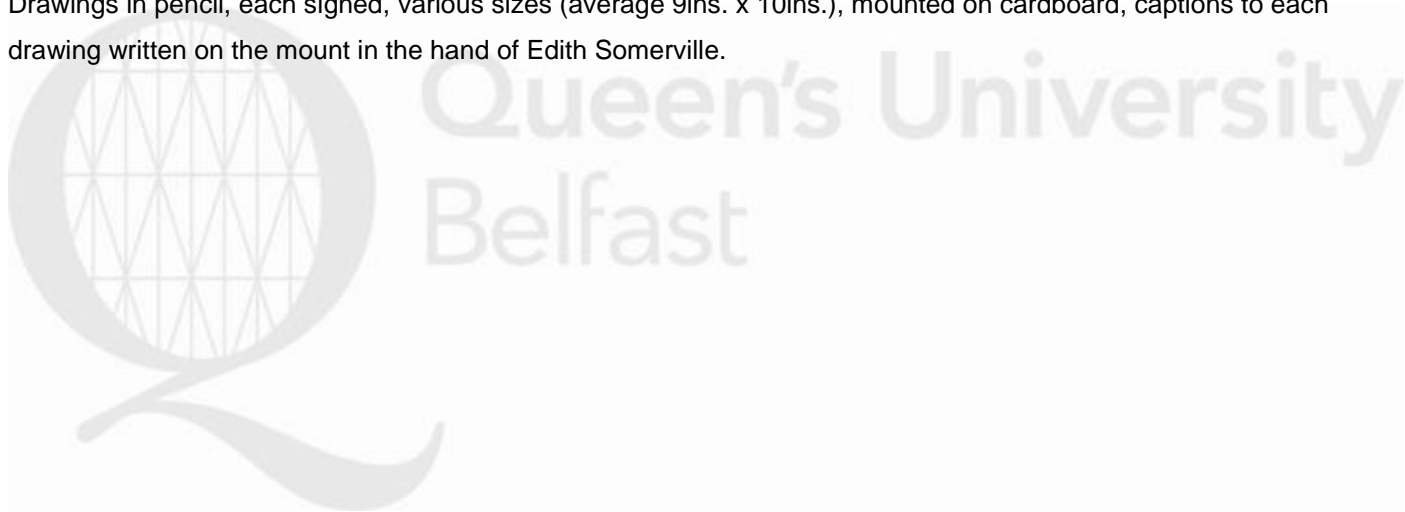 Drawings in pencil, each signed, various sizes (average 9ins. x 10ins.), mounted on cardboard, captions to each
drawing written on the mount in the hand of Edith Somerville.
Queen's University
Belfast